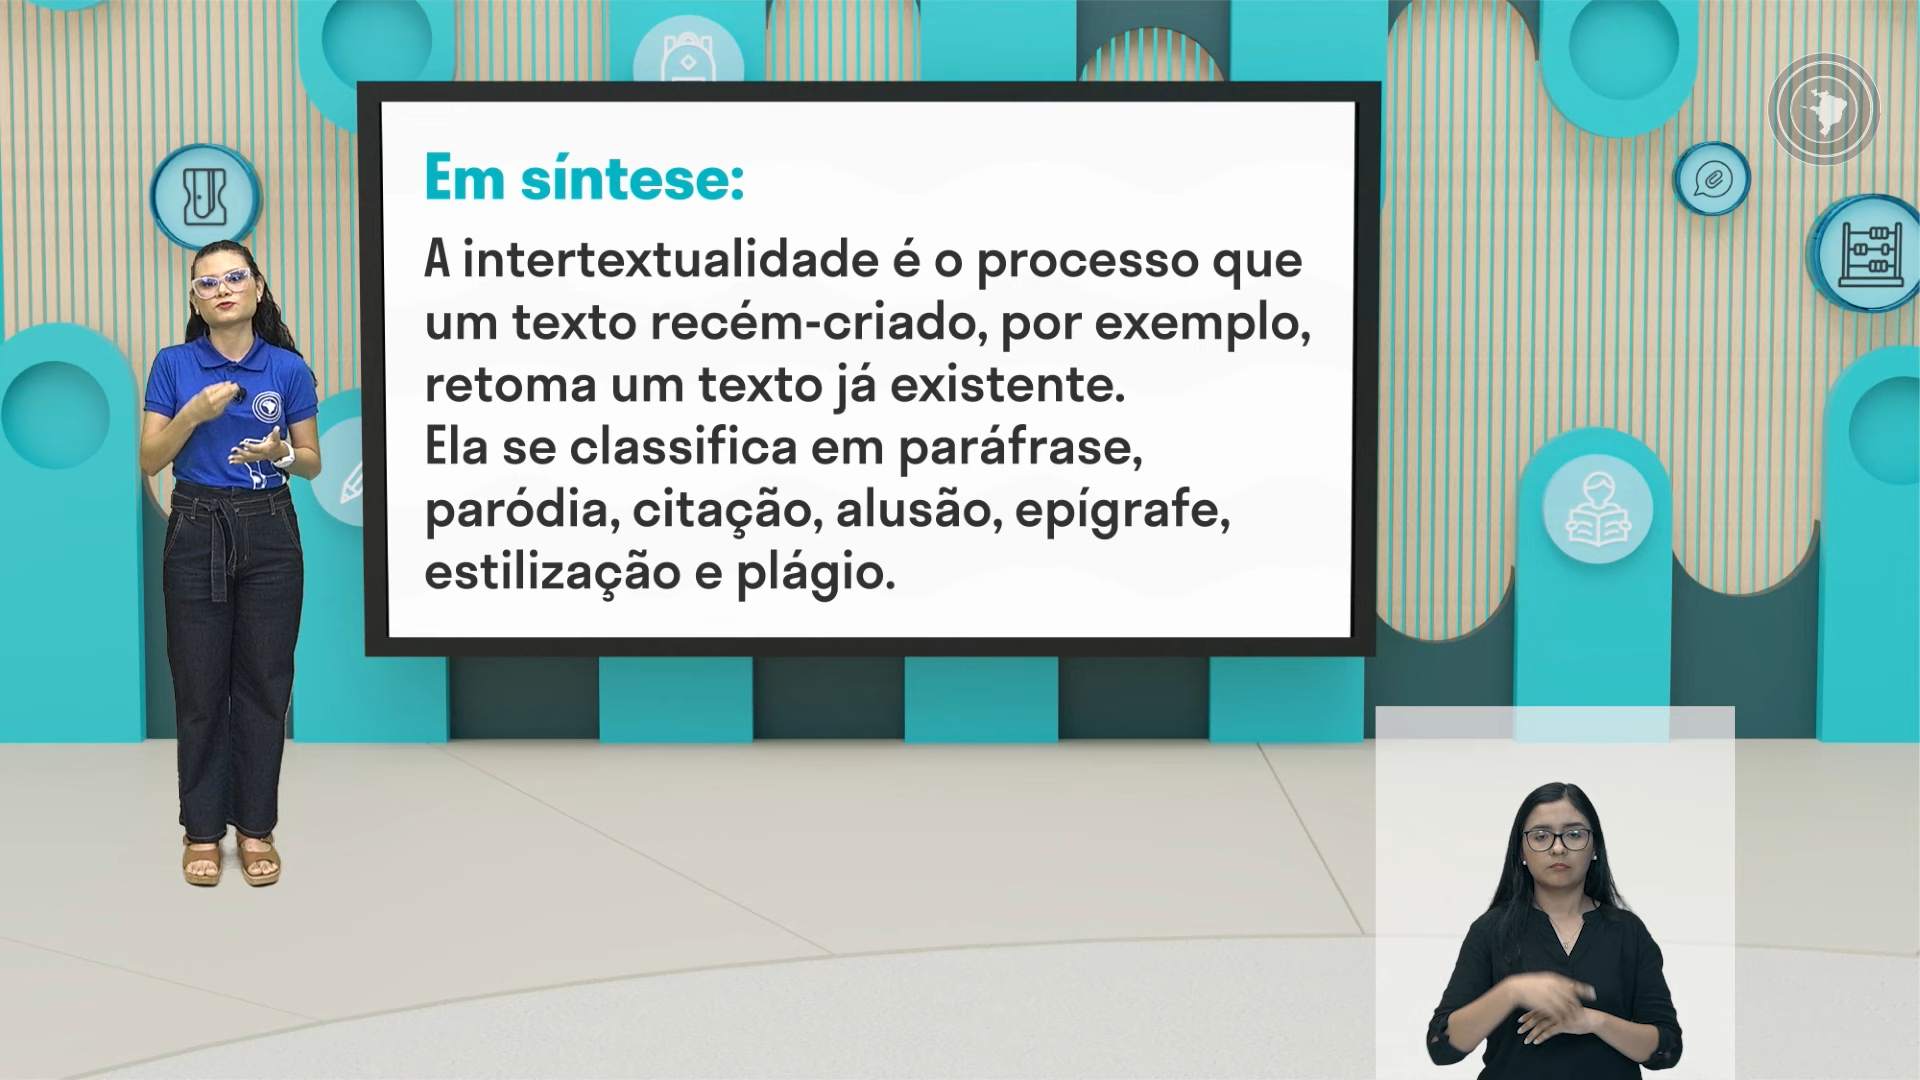 Em síntese:
A intertextualidade é o processo que
um texto recém-criado, por exemplo,
retoma um texto já existente.
Ela se classifica em paráfrase,
paródia, citação, alusão, epígrafe,
estilização e plágio.